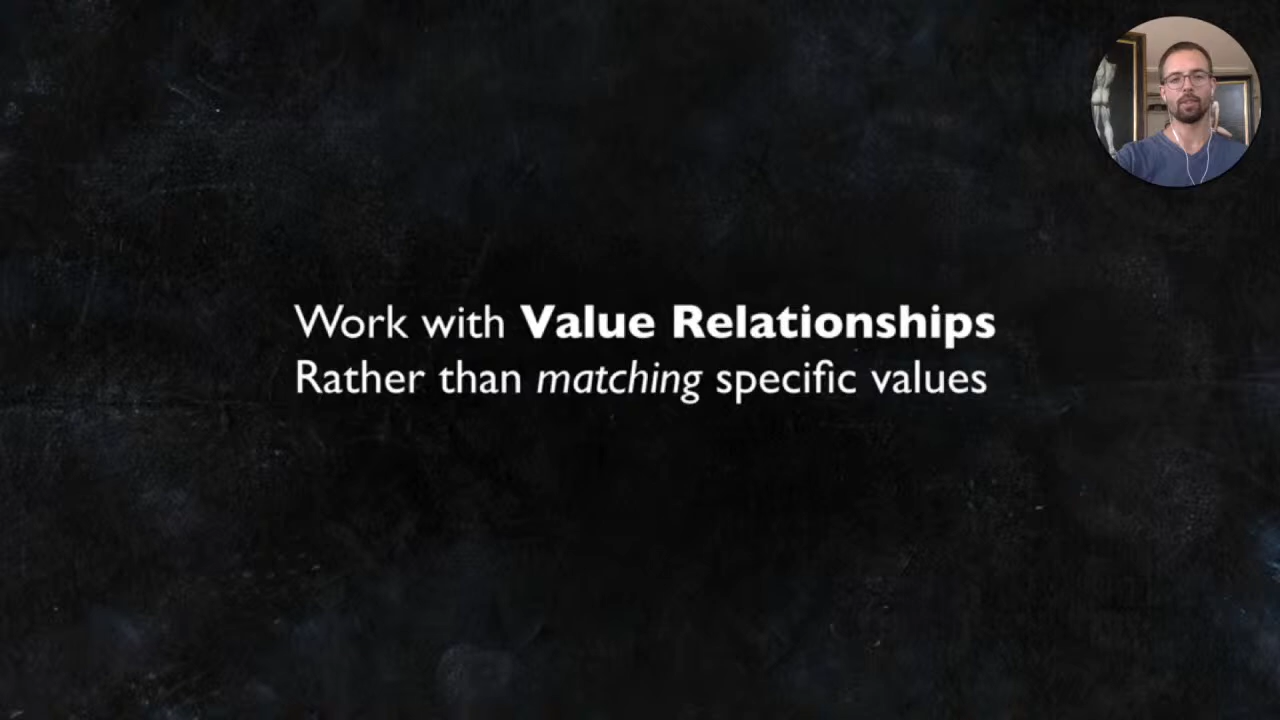 Work with Value Relationships
Rather than matching specific values